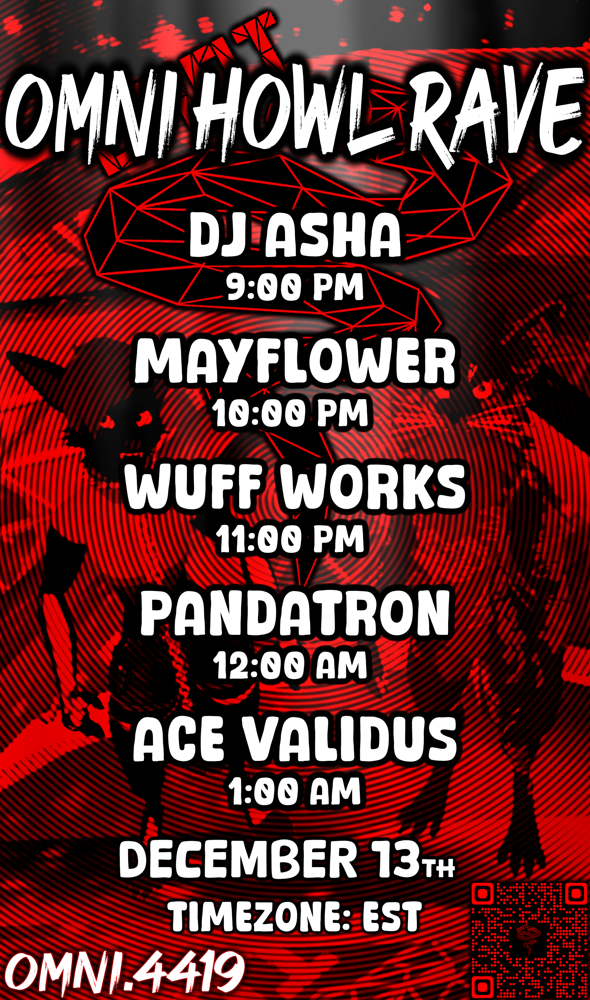 OMNI HOWL RAVE
DJ ASHA
9:00 PM
MAYFLOWER
10:00 PM
WUFF WORKS
11:00 PM
PANDATRON
12:00 AM
ACE VALIDUS
1:00 AM
DECEMBER 13TH
TIMEZONE: EST
OMNI.4419